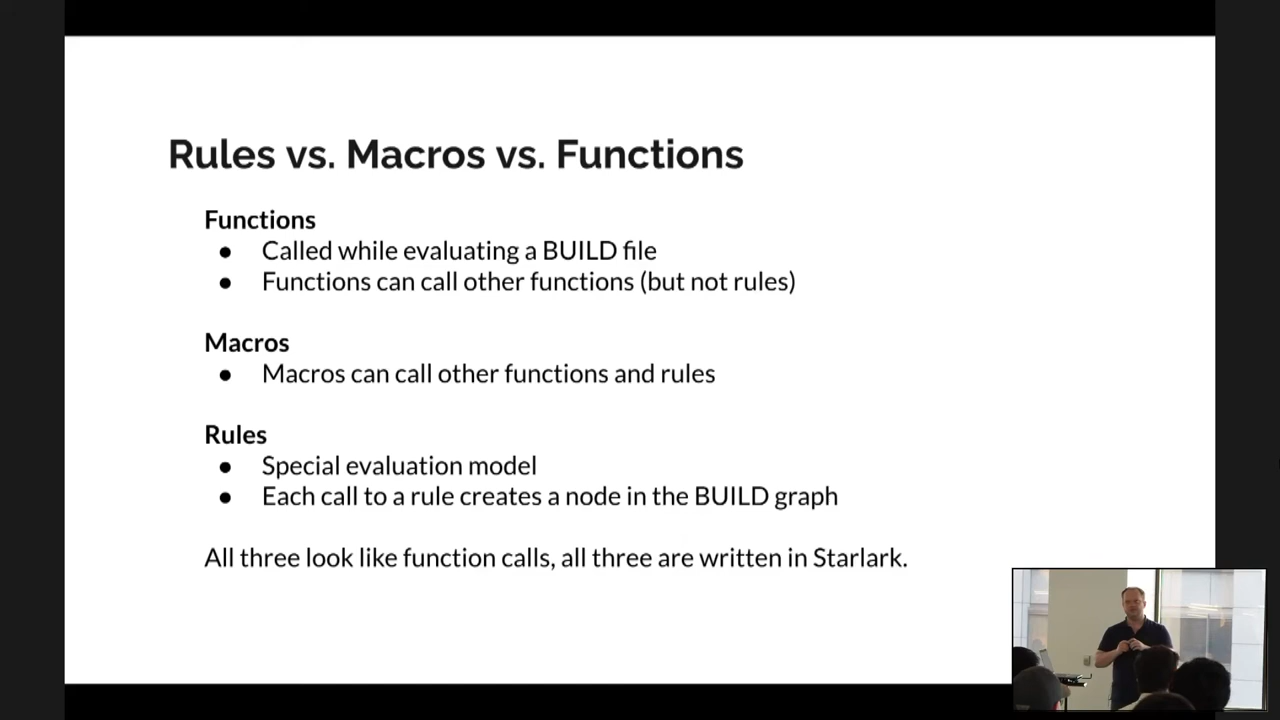 Rules vs. Macros vs. Functions
Functions
● Called while evaluating a BUILD file
● Functions can call other functions (but not rules)
Macros
● Macros can call other functions and rules
Rules
● Special evaluation model
● Each call to a rule creates a node in the BUILD graph
All three look like function calls, all three are written in Starlark.